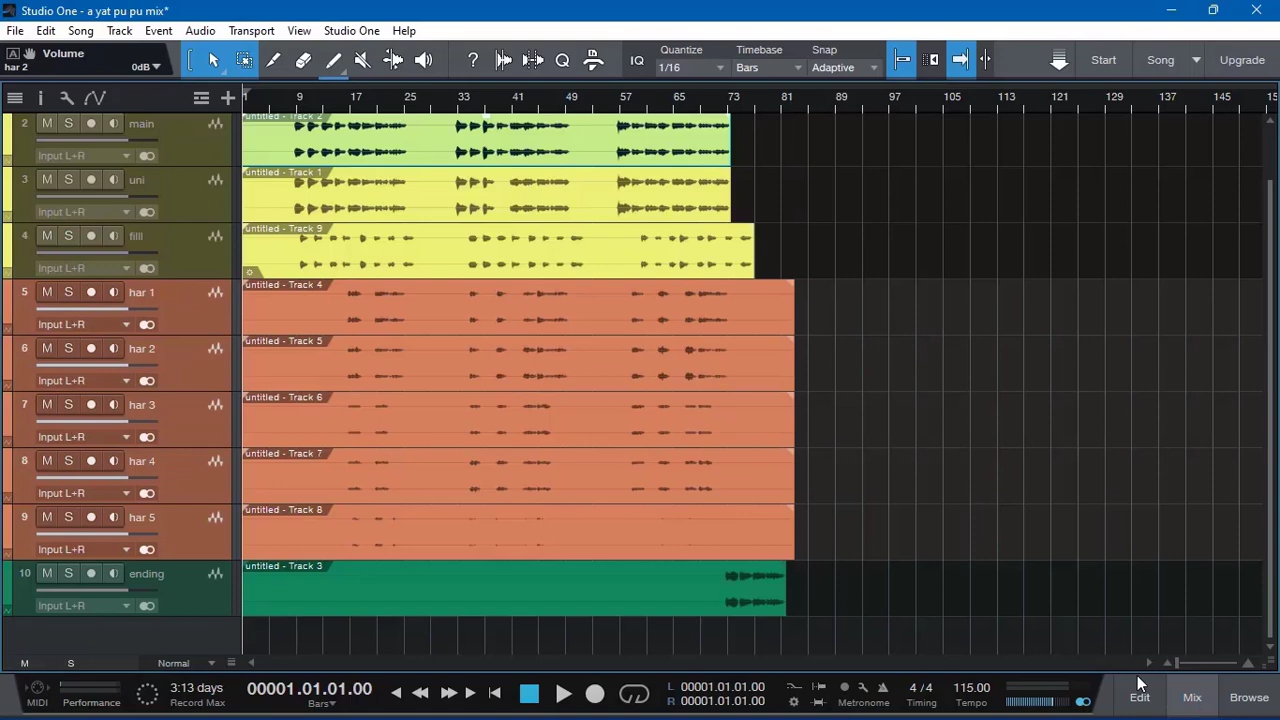 Studio One - a yat pu pu mix*
File Edit Song Track Event Audio Transport View Studio One Help
A Volume
har 2 0dB
? IQ
Quantize
1/16
Timebase
Bars
Snap
Adaptive
Start Song Upgrade
1 9 17 25 33 41 49 57 65 73 81 89 97 105 113 121 129 137 145 15
2 M S main untitled - Track 2
Input L+R
3 M S uni untitled - Track 1
Input L+R
4 M S filll untitled - Track 9
Input L+R
5 M S har 1 untitled - Track 4
Input L+R
6 M S har 2 untitled - Track 5
Input L+R
7 M S har 3 untitled - Track 6
Input L+R
8 M S har 4 untitled - Track 7
Input L+R
9 M S har 5 untitled - Track 8
Input L+R
10 M S ending untitled - Track 3
Input L+R
M S Normal
MIDI Performance
3:13 days
Record Max
00001.01.01.00
Bars
L 00001.01.01.00
R 00001.01.01.00
Metronome
4 / 4
Timing
115.00
Tempo
Edit Mix Browse